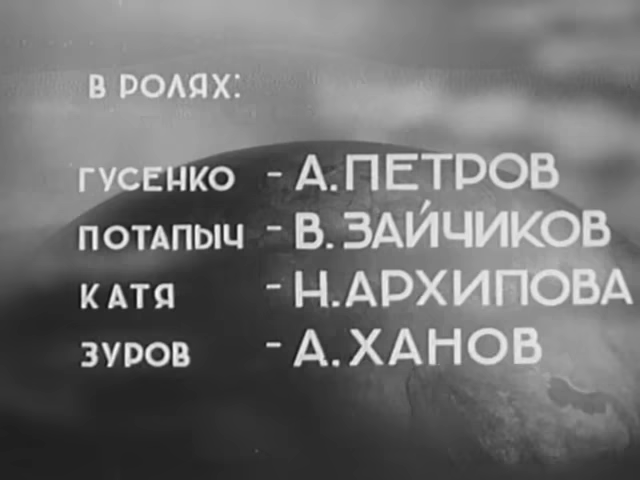 В РОЛЯХ:
ГУСЕНКО - А.ПЕТРОВ
ПОТАПЫЧ - В. ЗАЙЧИКОВ
КАТЯ - Н.АРХИПОВА
ЗУРОВ - А.ХАНОВ